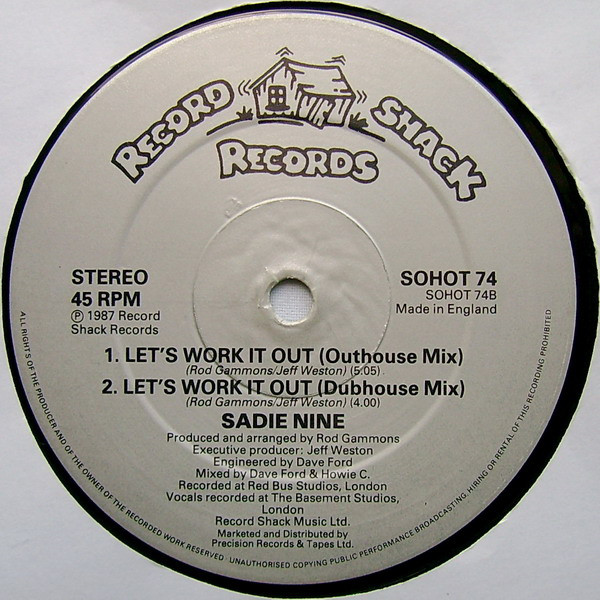 RECORD SHACK
RECORDS
STEREO
45 RPM
℗ 1987 Record
Shack Records
SOHOT 74
SOHOT 74B
Made in England
1. LET'S WORK IT OUT (Outhouse Mix)
(Rod Gammons/Jeff Weston) (5.05)
2. LET'S WORK IT OUT (Dubhouse Mix)
(Rod Gammons/Jeff Weston) (4.00)
SADIE NINE
Produced and arranged by Rod Gammons
Executive producer: Jeff Weston
Engineered by Dave Ford
Mixed by Dave Ford & Howie C.
Recorded at Red Bus Studios, London
Vocals recorded at The Basement Studios,
London
Record Shack Music Ltd.
Marketed and Distributed by
Precision Records & Tapes Ltd.
ALL RIGHTS OF THE PRODUCER AND OF THE OWNER OF THE RECORDED WORK RESERVED UNAUTHORISED COPYING PUBLIC PERFORMANCE BROADCASTING, HIRING OR RENTAL OF THIS RECORDING PROHIBITED